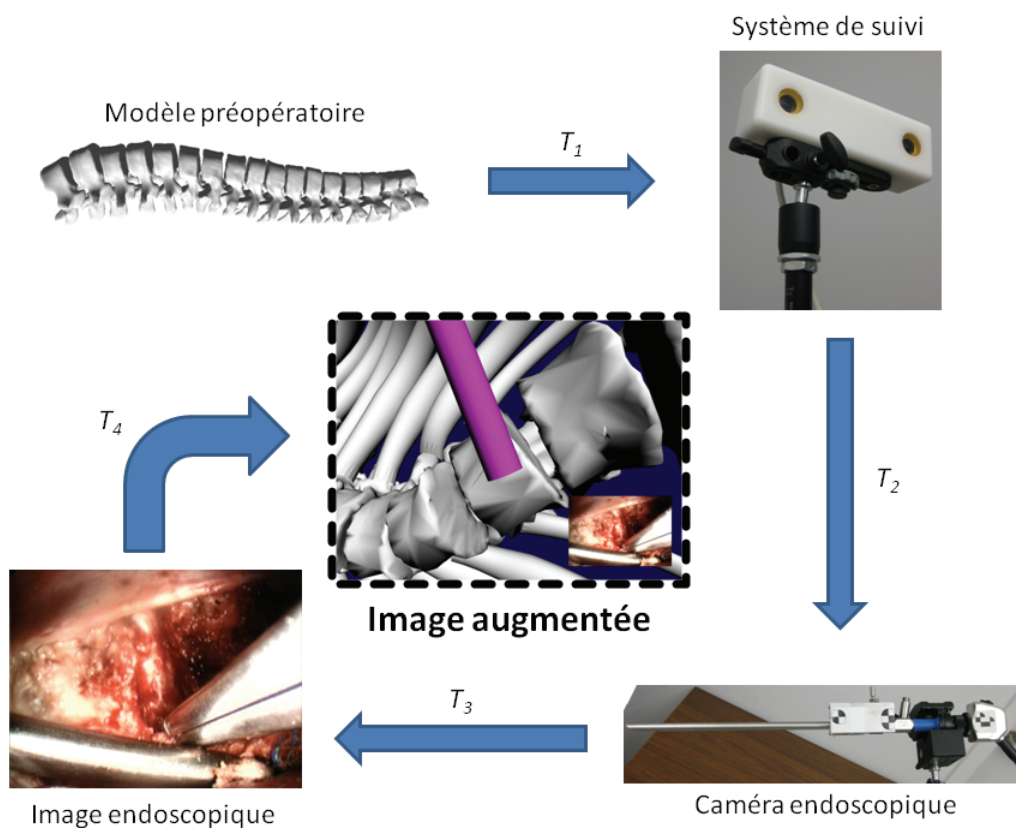 Système de suivi
Modèle préopératoire
T1
T4
T2
Image augmentée
T3
Image endoscopique
Caméra endoscopique